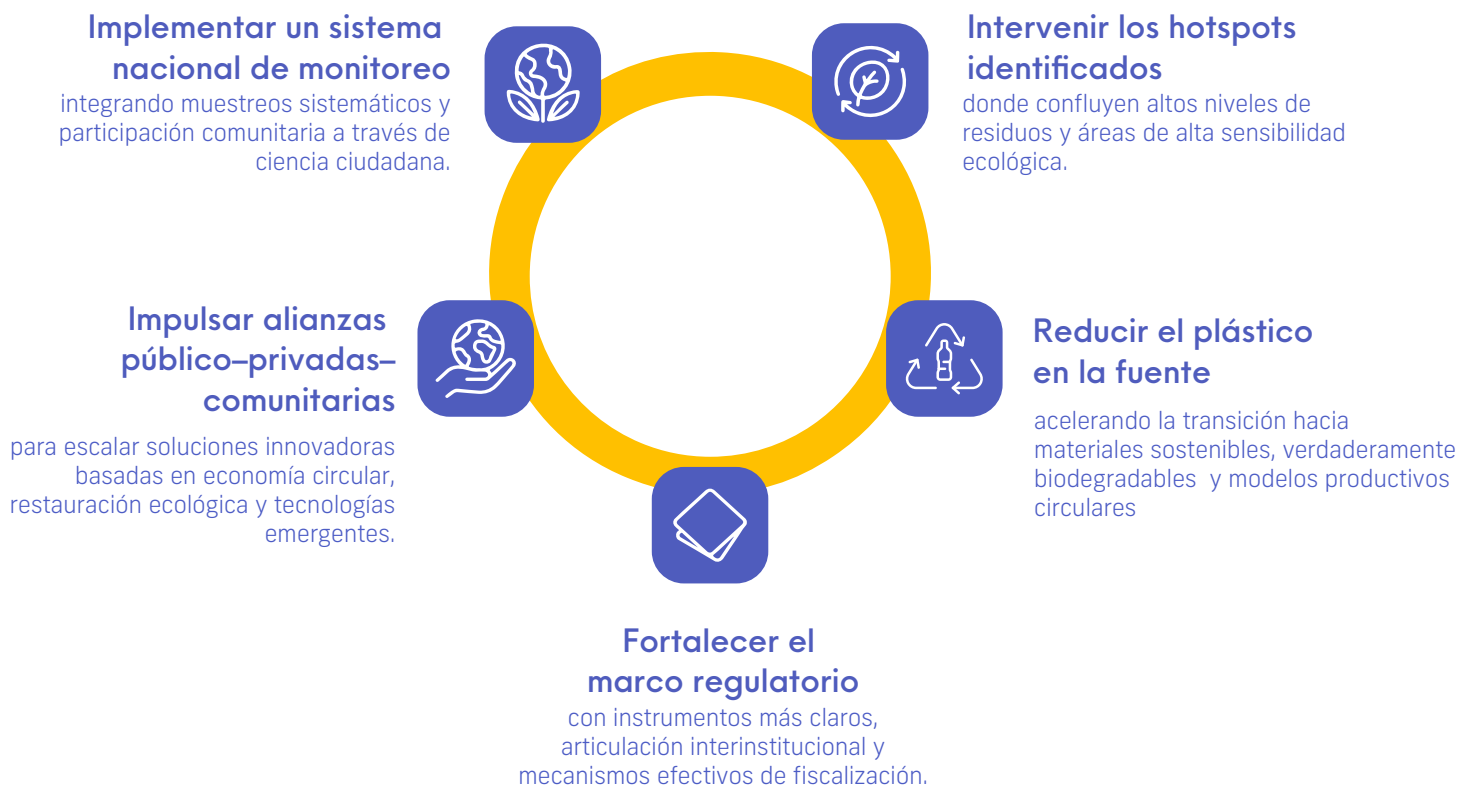 Implementar un sistema
nacional de monitoreo
integrando muestreos sistemáticos y
participación comunitaria a través de
ciencia ciudadana.
Intervenir los hotspots
identificados
donde confluyen altos niveles de
residuos y áreas de alta sensibilidad
ecológica.
Impulsar alianzas
público–privadas–
comunitarias
para escalar soluciones innovadoras
basadas en economía circular,
restauración ecológica y tecnologías
emergentes.
Reducir el plástico
en la fuente
acelerando la transición hacia
materiales sostenibles, verdaderamente
biodegradables  y modelos productivos
circulares
Fortalecer el
marco regulatorio
con instrumentos más claros,
articulación interinstitucional y
mecanismos efectivos de fiscalización.